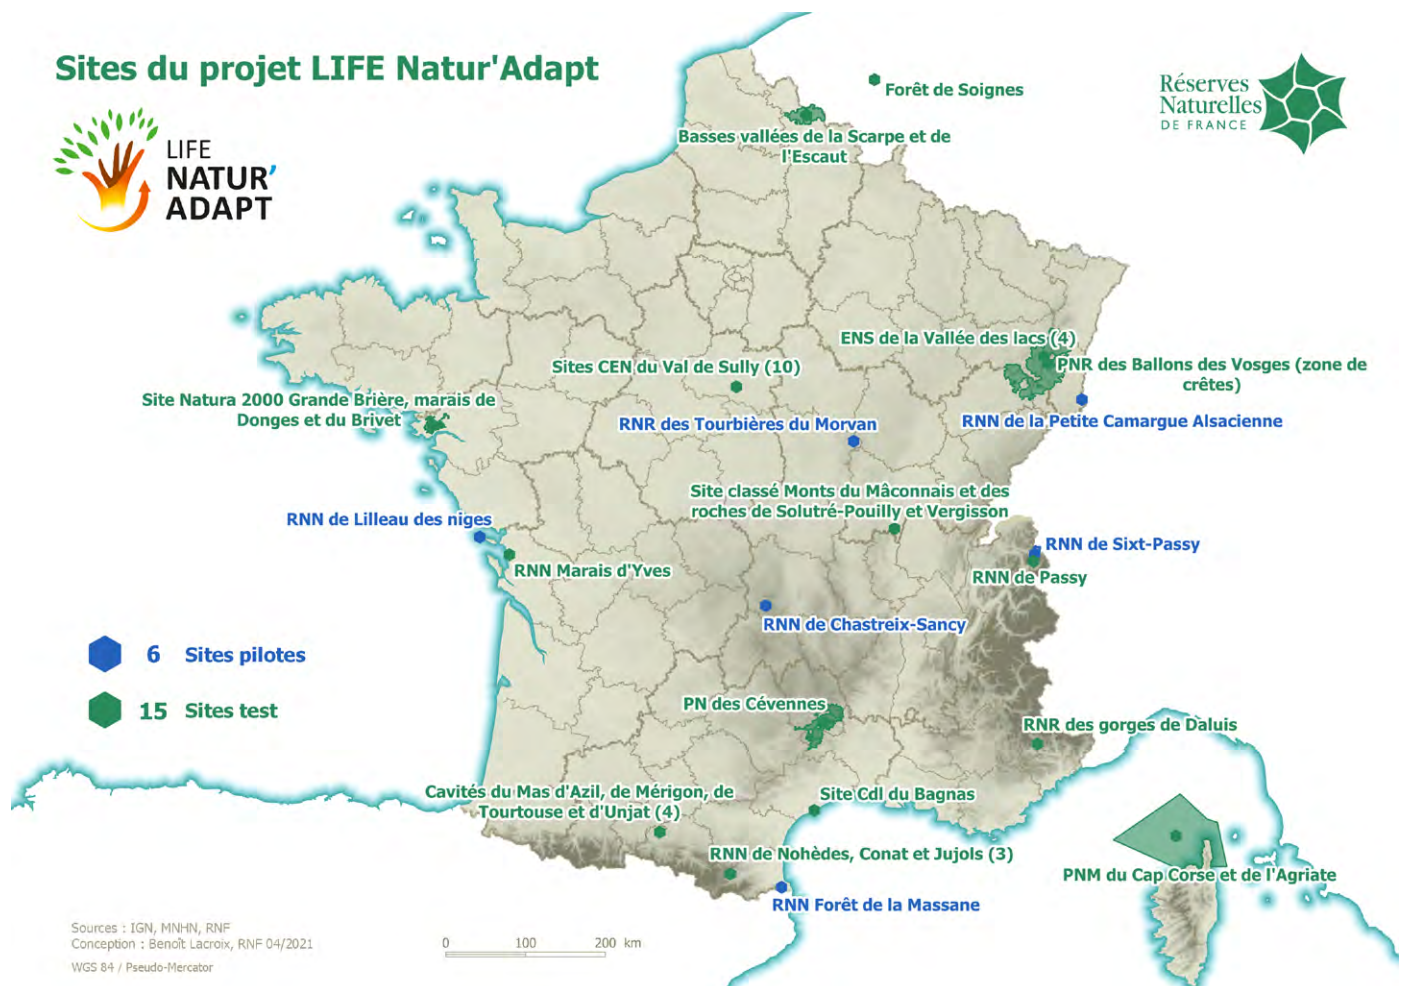 Sites du projet LIFE Natur'Adapt
LIFE
NATUR'
ADAPT
Réserves
Naturelles
DE FRANCE
Forêt de Soignes
Basses vallées de la Scarpe et de
l'Escaut
ENS de la Vallée des lacs (4)
PNR des Ballons des Vosges (zone de
crêtes)
Sites CEN du Val de Sully (10)
Site Natura 2000 Grande Brière, marais de
Donges et du Brivet
RNR des Tourbières du Morvan
RNN de la Petite Camargue Alsacienne
Site classé Monts du Mâconnais et des
roches de Solutré-Pouilly et Vergisson
RNN de Lilleau des niges
RNN de Sixt-Passy
RNN Marais d'Yves
RNN de Passy
RNN de Chastreix-Sancy
6 Sites pilotes
15 Sites test
PN des Cévennes
RNR des gorges de Daluis
Cavités du Mas d'Azil, de Mérigon, de
Tourtouse et d'Unjat (4)
Site Cdl du Bagnas
RNN de Nohèdes, Conat et Jujols (3)
PNM du Cap Corse et de l'Agriate
RNN Forêt de la Massane
Sources : IGN, MNHN, RNF
Conception : Benoît Lacroix, RNF 04/2021
WGS 84 / Pseudo-Mercator
0 100 200 km